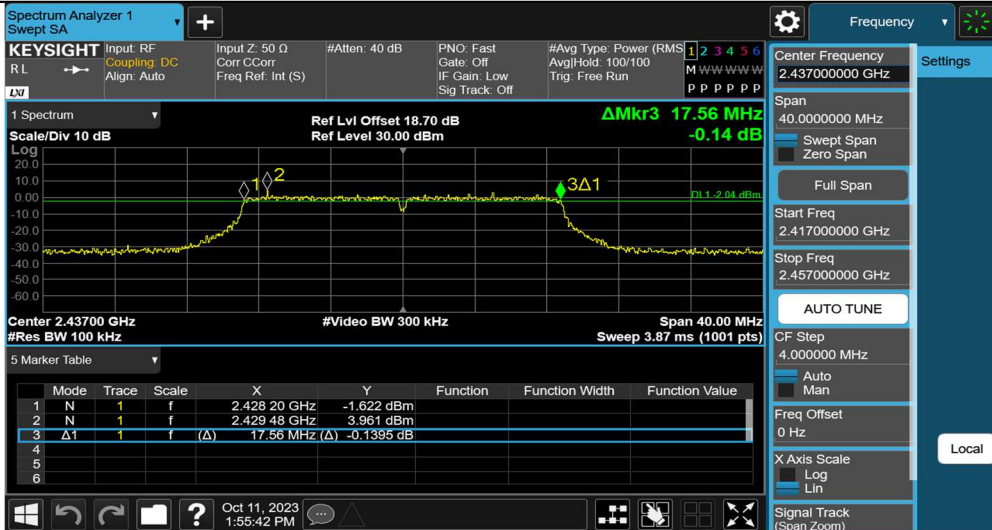 Spectrum Analyzer 1
Swept SA
Frequency
KEYSIGHT
RL
LXI
Input: RF
Coupling: DC
Align: Auto
Input Z: 50 Ω
Corr CCorr
Freq Ref: Int (S)
#Atten: 40 dB
PNO: Fast
Gate: Off
IF Gain: Low
Sig Track: Off
#Avg Type: Power (RMS
Avg|Hold: 100/100
Trig: Free Run
1 2 3 4 5 6
M W W W W W
P P P P P P
1 Spectrum
Scale/Div 10 dB
Ref Lvl Offset 18.70 dB
Ref Level 30.00 dBm
ΔMkr3 17.56 MHz
-0.14 dB
Log
20.0
10.0
0.00
-10.0
-20.0
-30.0
-40.0
-50.0
-60.0
1
2
3Δ1
DL1 -2.04 dBm
Center 2.43700 GHz
#Video BW 300 kHz
Span 40.00 MHz
#Res BW 100 kHz
Sweep 3.87 ms (1001 pts)
5 Marker Table
Mode Trace Scale X Y Function Function Width Function Value
1 N 1 f 2.428 20 GHz -1.622 dBm
2 N 1 f 2.429 48 GHz 3.961 dBm
3 Δ1 1 f (Δ) 17.56 MHz (Δ) -0.1395 dB
4
5
6
Oct 11, 2023
1:55:42 PM
Center Frequency
2.437000000 GHz
Span
40.0000000 MHz
Swept Span
Zero Span
Full Span
Start Freq
2.417000000 GHz
Stop Freq
2.457000000 GHz
AUTO TUNE
CF Step
4.000000 MHz
Auto
Man
Freq Offset
0 Hz
X Axis Scale
Log
Lin
Signal Track
(Span Zoom)
Settings
Local